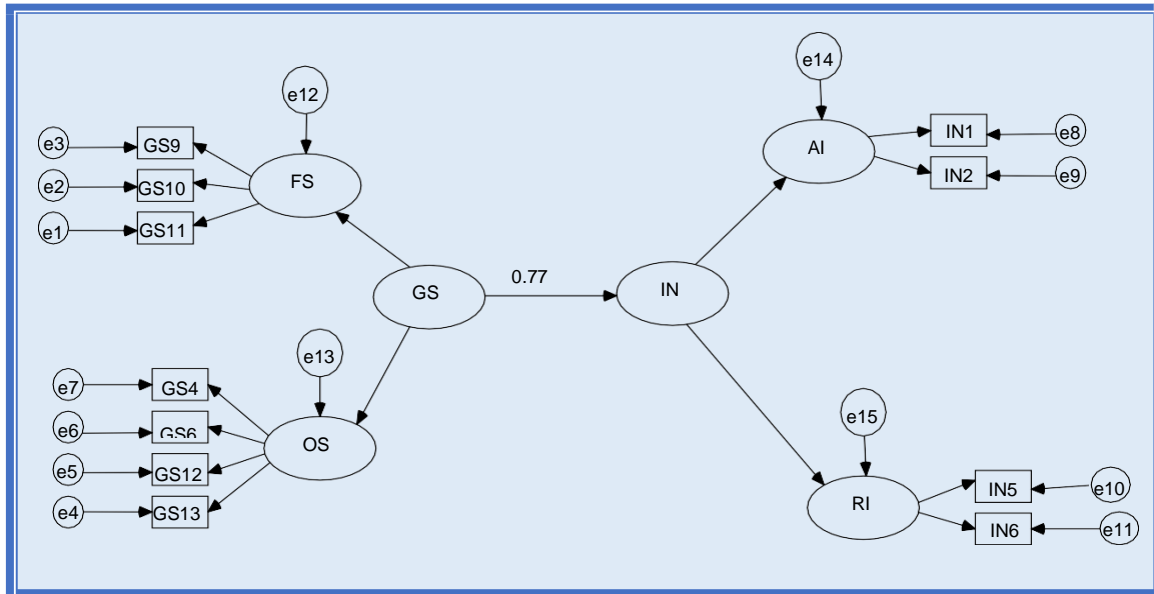 e14
e12
e3
GS9
IN1
e8
AI
e2
GS10
FS
IN2
e9
e1
GS11
0.77
GS
IN
e13
e7
GS4
e6
GS6
e15
OS
e5
GS12
IN5
e10
e4
GS13
RI
IN6
e11